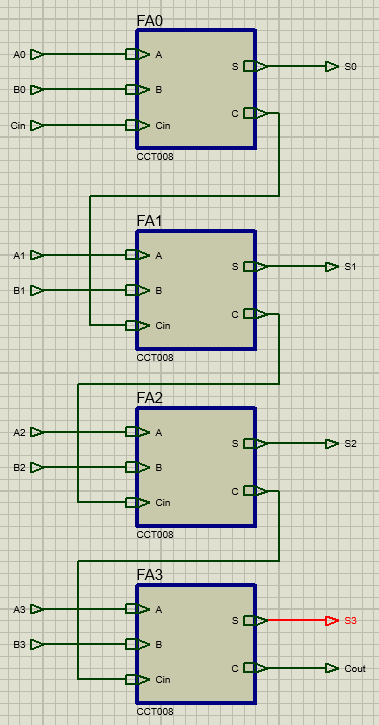 FA0
A0 A S S0
B0 B
C
Cin Cin
CCT008
FA1
A1 A S S1
B1 B
C
Cin
CCT008
FA2
A2 A S S2
B2 B
C
Cin
CCT008
FA3
A3 A S S3
B3 B
C Cout
Cin
CCT008